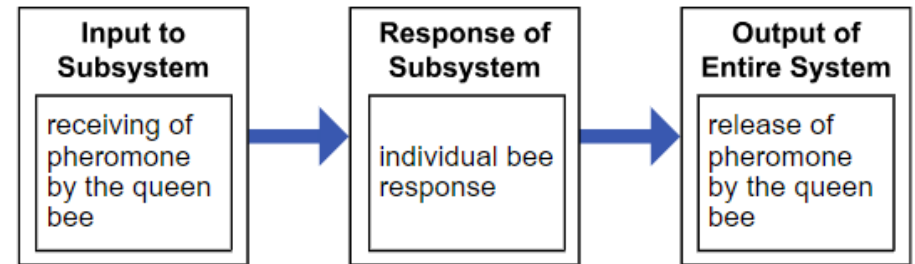 Input to
Subsystem
receiving of
pheromone
by the queen
bee
Response of
Subsystem
individual bee
response
Output of
Entire System
release of
pheromone
by the queen
bee